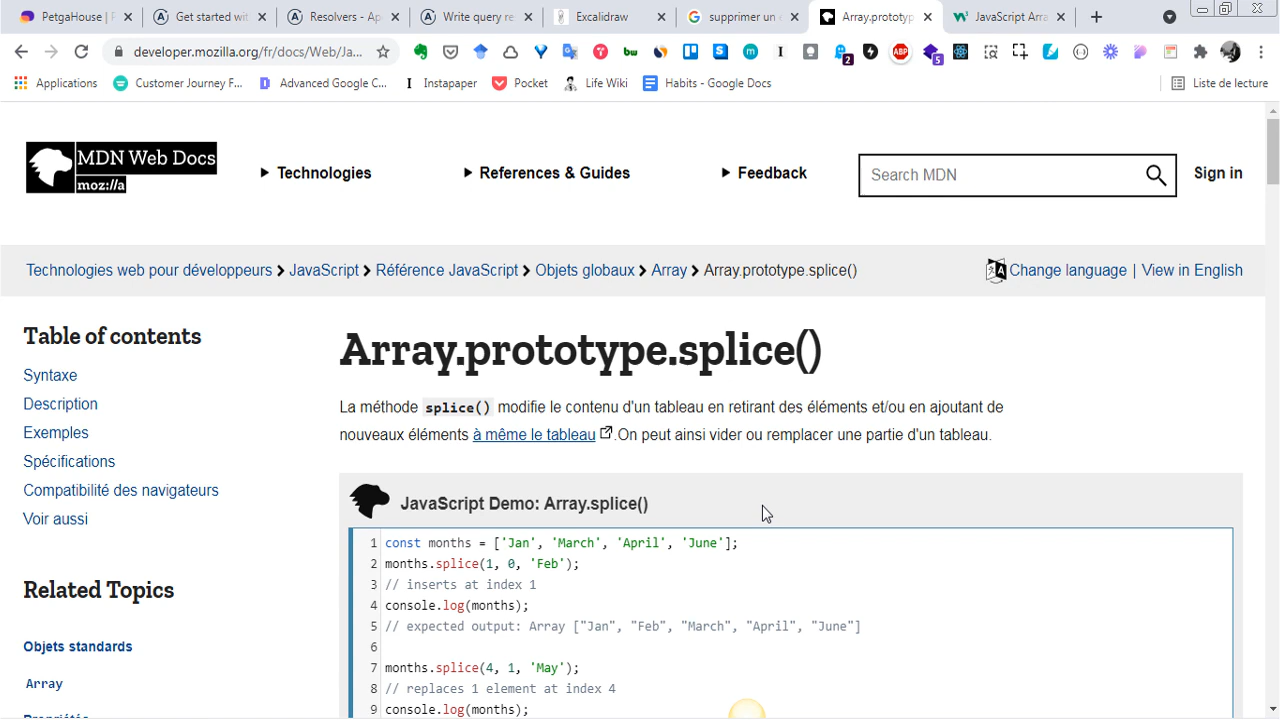 PetgaHouse | F
Get started wi
Resolvers - Ap
Write query re
Excalidraw
supprimer un
Array.prototyp
JavaScript Arra
developer.mozilla.org/fr/docs/Web/Ja...
Applications
Customer Journey F...
Advanced Google C...
Instapaper
Pocket
Life Wiki
Habits - Google Docs
Liste de lecture
MDN Web Docs
moz://a
Technologies
References & Guides
Feedback
Search MDN
Sign in
Technologies web pour développeurs > JavaScript > Référence JavaScript > Objets globaux > Array > Array.prototype.splice()
Change language | View in English
Table of contents
Syntaxe
Description
Exemples
Spécifications
Compatibilité des navigateurs
Voir aussi
Related Topics
Objets standards
Array
Array.prototype.splice()
La méthode splice() modifie le contenu d'un tableau en retirant des éléments et/ou en ajoutant de
nouveaux éléments à même le tableau .On peut ainsi vider ou remplacer une partie d'un tableau.
JavaScript Demo: Array.splice()
1 const months = ['Jan', 'March', 'April', 'June'];
2 months.splice(1, 0, 'Feb');
3 // inserts at index 1
4 console.log(months);
5 // expected output: Array ["Jan", "Feb", "March", "April", "June"]
6
7 months.splice(4, 1, 'May');
8 // replaces 1 element at index 4
9 console.log(months);